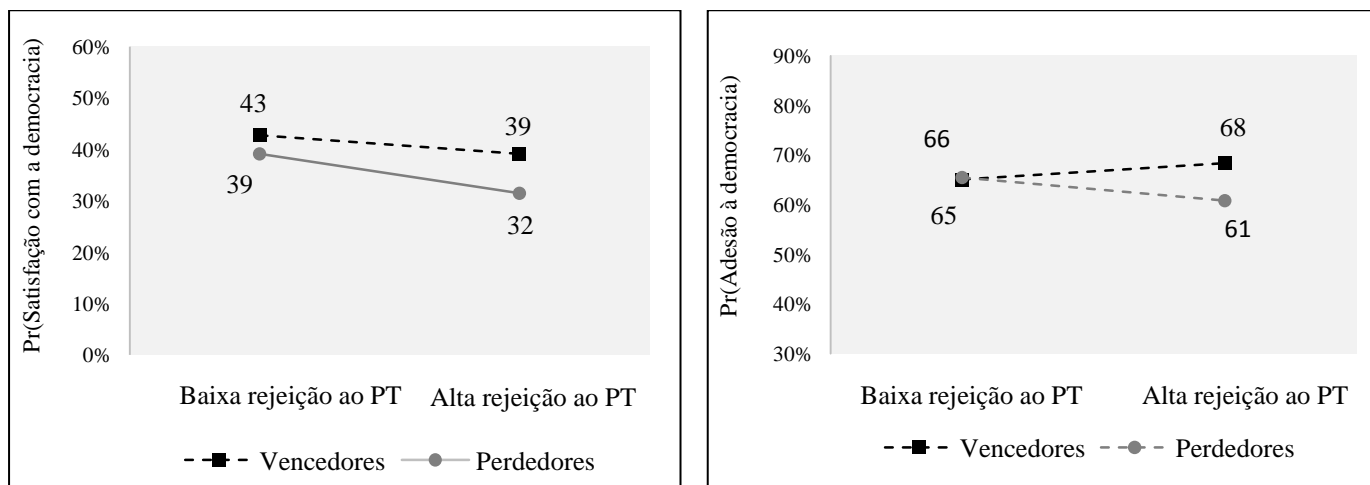 Pr(Satisfação com a democracia)
60%
50%
40%
30%
20%
10%
0%
43
39
39
32
Baixa rejeição ao PT
Alta rejeição ao PT
Vencedores
Perdedores
Pr(Adesão à democracia)
90%
80%
70%
60%
50%
40%
30%
66
68
65
61
Baixa rejeição ao PT
Alta rejeição ao PT
Vencedores
Perdedores